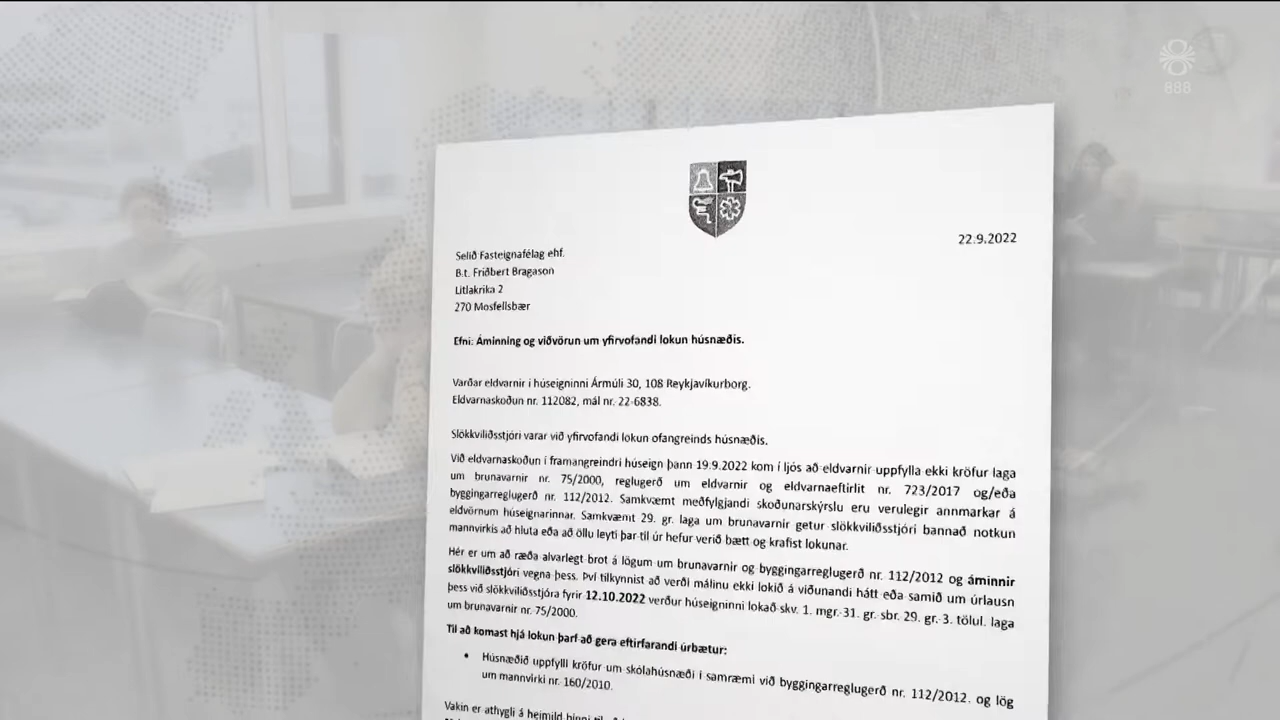 888
22.9.2022
Selið Fasteignafélag ehf.
B.t. Friðbert Bragason
Litlakrika 2
270 Mosfellsbær
Efni: Áminning og viðvörun um yfirvofandi lokun húsnæðis.
Varðar eldvarnir í húseigninni Ármúli 30, 108 Reykjavíkurborg.
Eldvarnaskoðun nr. 112082, mál nr. 22-6838.
Slökkviliðsstjóri varar við yfirvofandi lokun ofangreinds húsnæðis.
Við eldvarnaskoðun í framangreindri húseign þann 19.9.2022 kom í ljós að eldvarnir uppfylla ekki kröfur laga
um brunavarnir nr. 75/2000, reglugerð um eldvarnir og eldvarnaeftirlit nr. 723/2017 og/eða
byggingarreglugerð nr. 112/2012. Samkvæmt meðfylgjandi skoðunarskýrslu eru verulegir annmarkar á
eldvörnum húseignarinnar. Samkvæmt 29. gr. laga um brunavarnir getur slökkviliðsstjóri bannað notkun
mannvirkis að hluta eða að öllu leyti þar til úr hefur verið bætt og krafist lokunar.
Hér er um að ræða alvarlegt brot á lögum um brunavarnir og byggingarreglugerð nr. 112/2012 og áminnir
slökkviliðsstjóri vegna þess. Því tilkynnist að verði málinu ekki lokið á viðunandi hátt eða samið um úrlausn
þess við slökkviliðsstjóra fyrir 12.10.2022 verður húseigninni lokað skv. 1. mgr. 31. gr. sbr. 29. gr. 3. tölul. laga
um brunavarnir nr. 75/2000.
Til að komast hjá lokun þarf að gera eftirfarandi úrbætur:
• Húsnæðið uppfylli kröfur um skólahúsnæði í samræmi við byggingarreglugerð nr. 112/2012. og lög
um mannvirki nr. 160/2010.
Vakin er athygli á heimild hinni til að